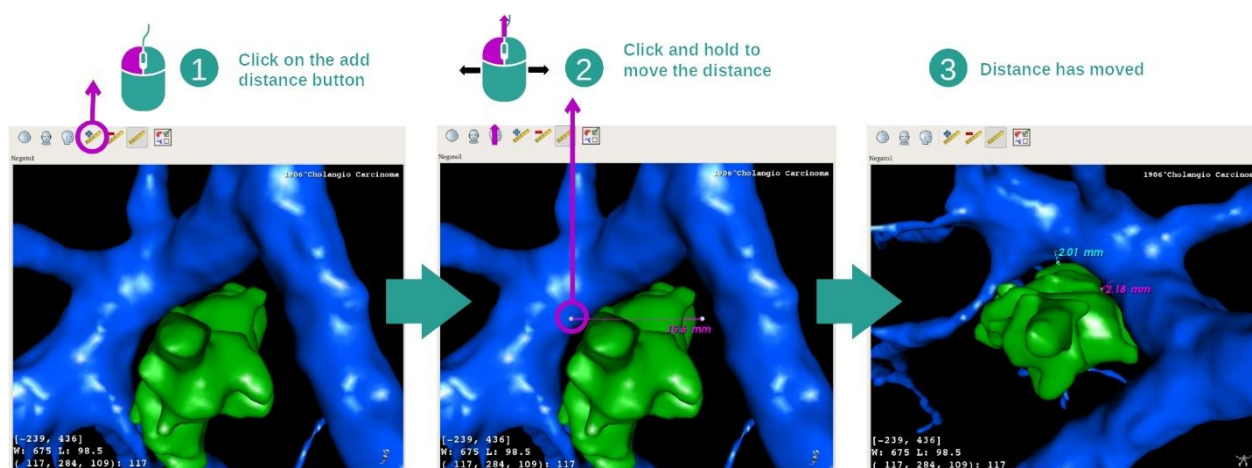 1
Click on the add
distance button
2
Click and hold to
move the distance
3
Distance has moved
Negato1
1906^Cholangio Carcinoma
[-239, 436]
W: 675 L: 98.5
( 117, 284, 109): 117
Negato1
1906^Cholangio Carcinoma
15.6 mm
[-239, 436]
W: 675 L: 98.5
( 117, 284, 109): 117
Negato1
1906^Cholangio Carcinoma
2.01 mm
2.18 mm
[-239, 436]
W: 675 L: 98.5
( 117, 284, 109): 117